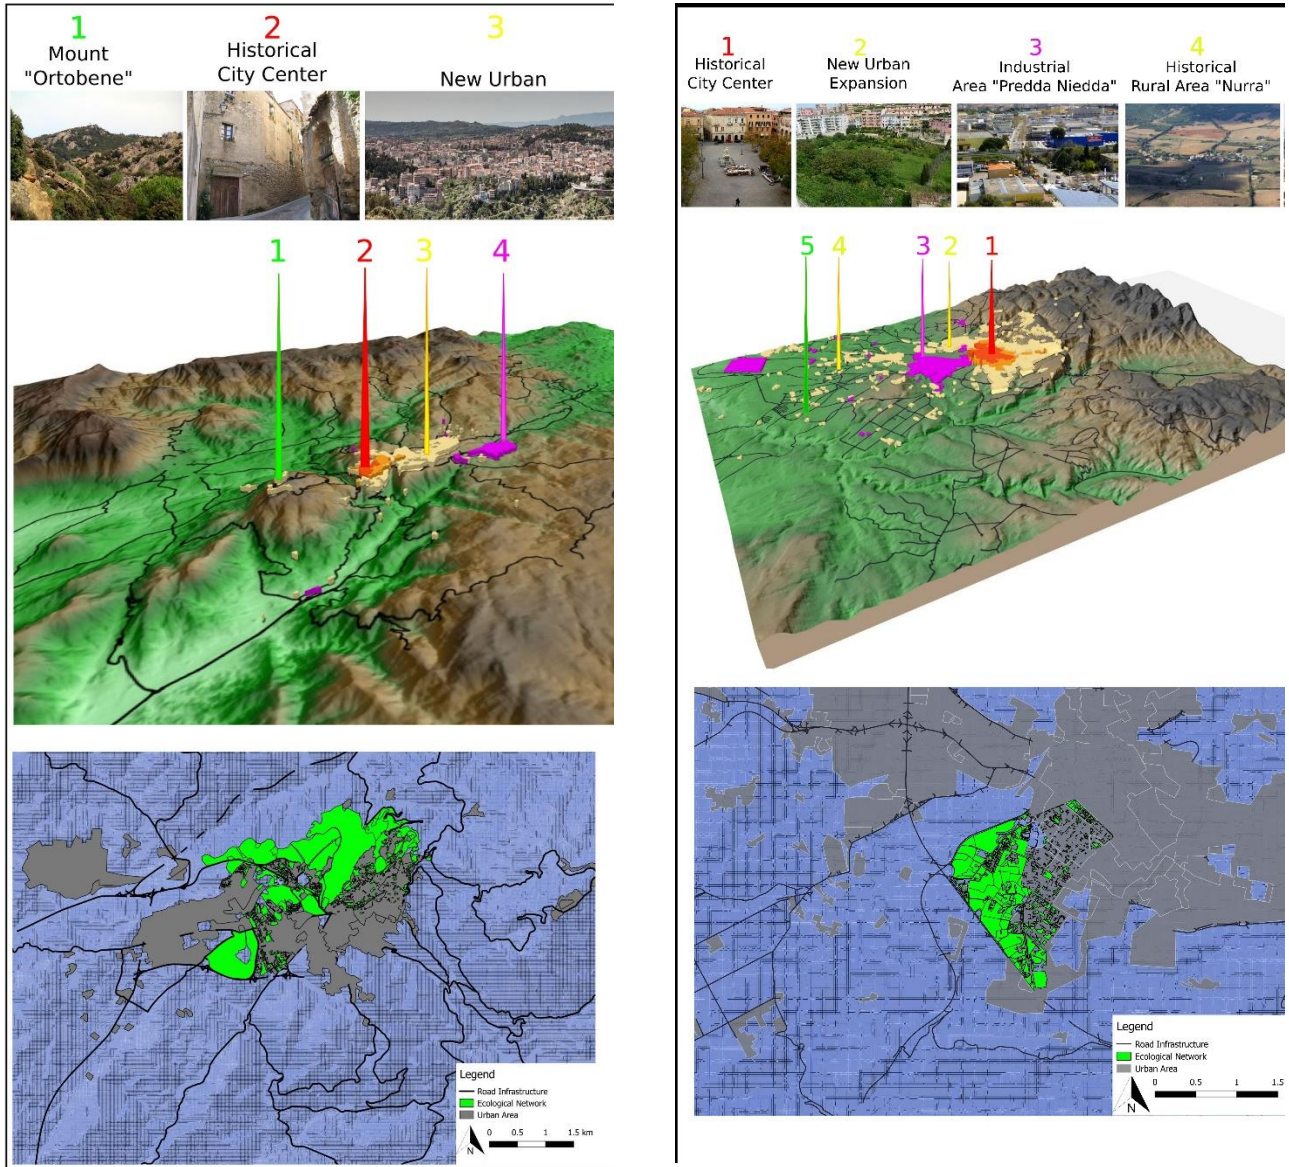 1
Mount
"Ortobene"
2
Historical
City Center
3
New Urban
1
2
3
4
Legend
Road Infrastructure
Ecological Network
Urban Area
N
0 0.5 1 1.5 km
1
Historical
City Center
2
New Urban
Expansion
3
Industrial
Area "Predda Niedda"
4
Historical
Rural Area "Nurra"
5
4
3
2
1
Legend
Road Infrastructure
Ecological Network
Urban Area
N
0 0.5 1 1.5